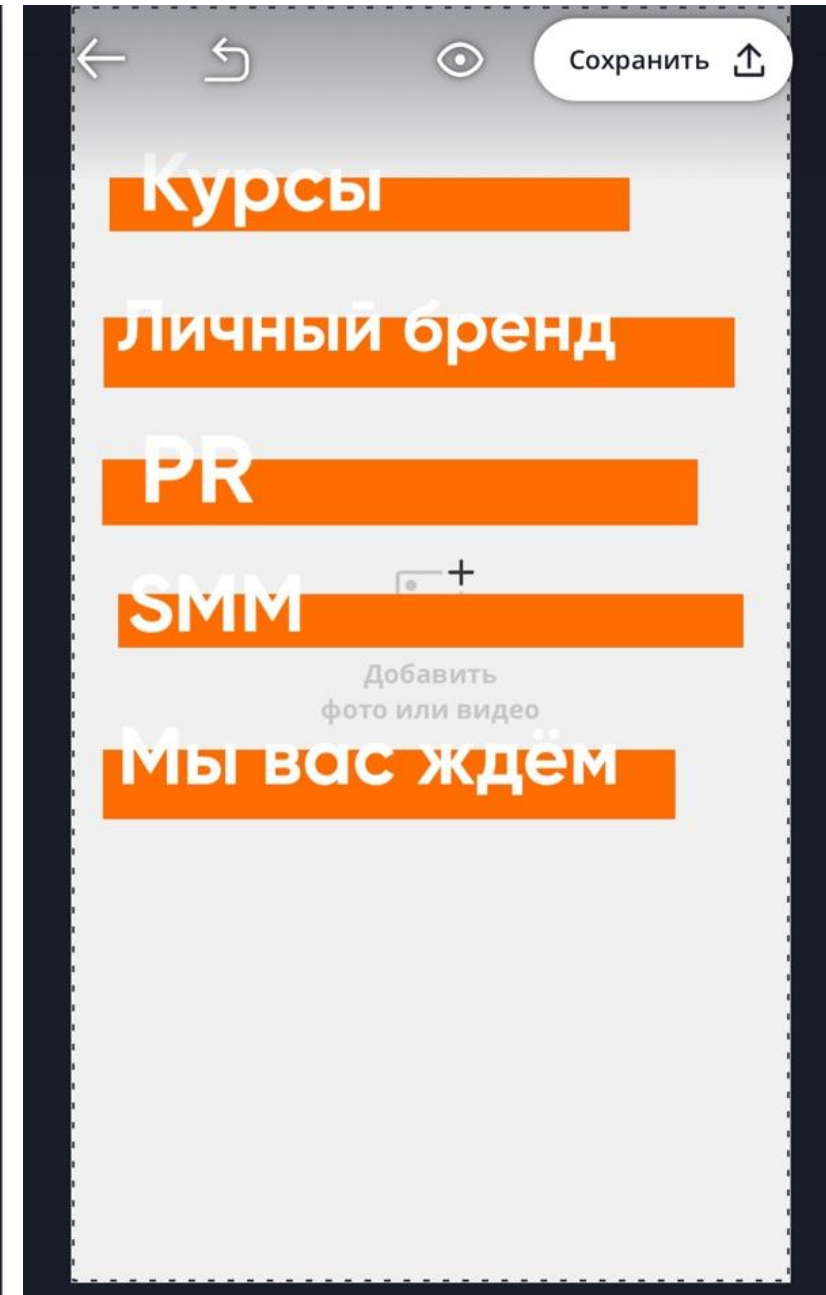 Сохранить
Курсы
Личный бренд
PR
SMM
Добавить
фото или видео
Мы вас ждём